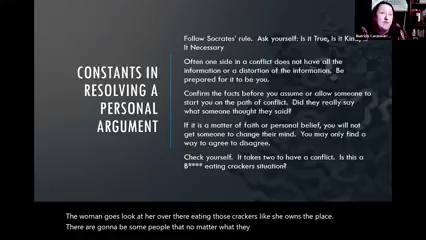 CONSTANTS IN
RESOLVING A
PERSONAL
ARGUMENT
Follow Socrates' rule. Ask yourself: Is it True, Is it Kind,
It Necessary
Often one side in a conflict does not have all the
information or a distortion of the information. Be
prepared for it to be you.
Confirm the facts before you assume or allow someone to
start you on the path of conflict. Did they really say
what someone thought they said?
If it is a matter of faith or personal belief, you will not
get someone to change their mind. You may only find a
way to agree to disagree.
Check yourself. It takes two to have a conflict. Is this a
B**** eating crackers situation?
The woman goes look at her over there eating those crackers like she owns the place.
There are gonna be some people that no matter what they